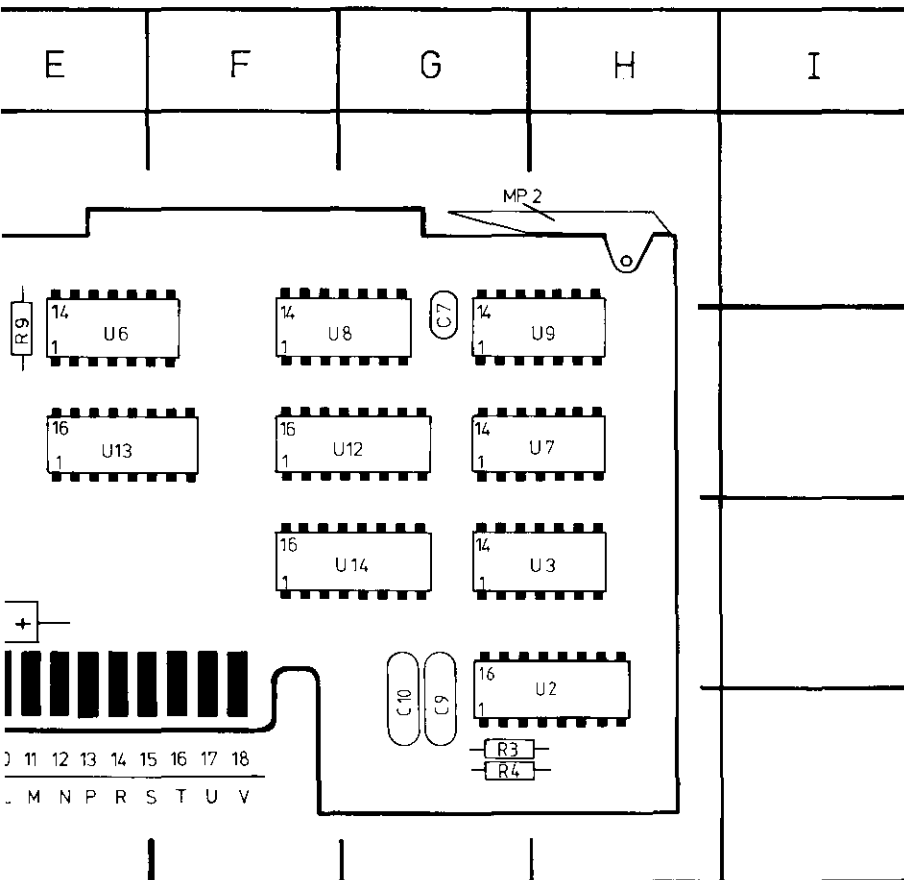 E F G H I
MP 2
R9 14 1 U6 14 1 U8 C7 14 1 U9
16 1 U13 16 1 U12 14 1 U7
16 1 U14 14 1 U3
+
C10 C9 16 1 U2
R3
R4
11 12 13 14 15 16 17 18
M N P R S T U V